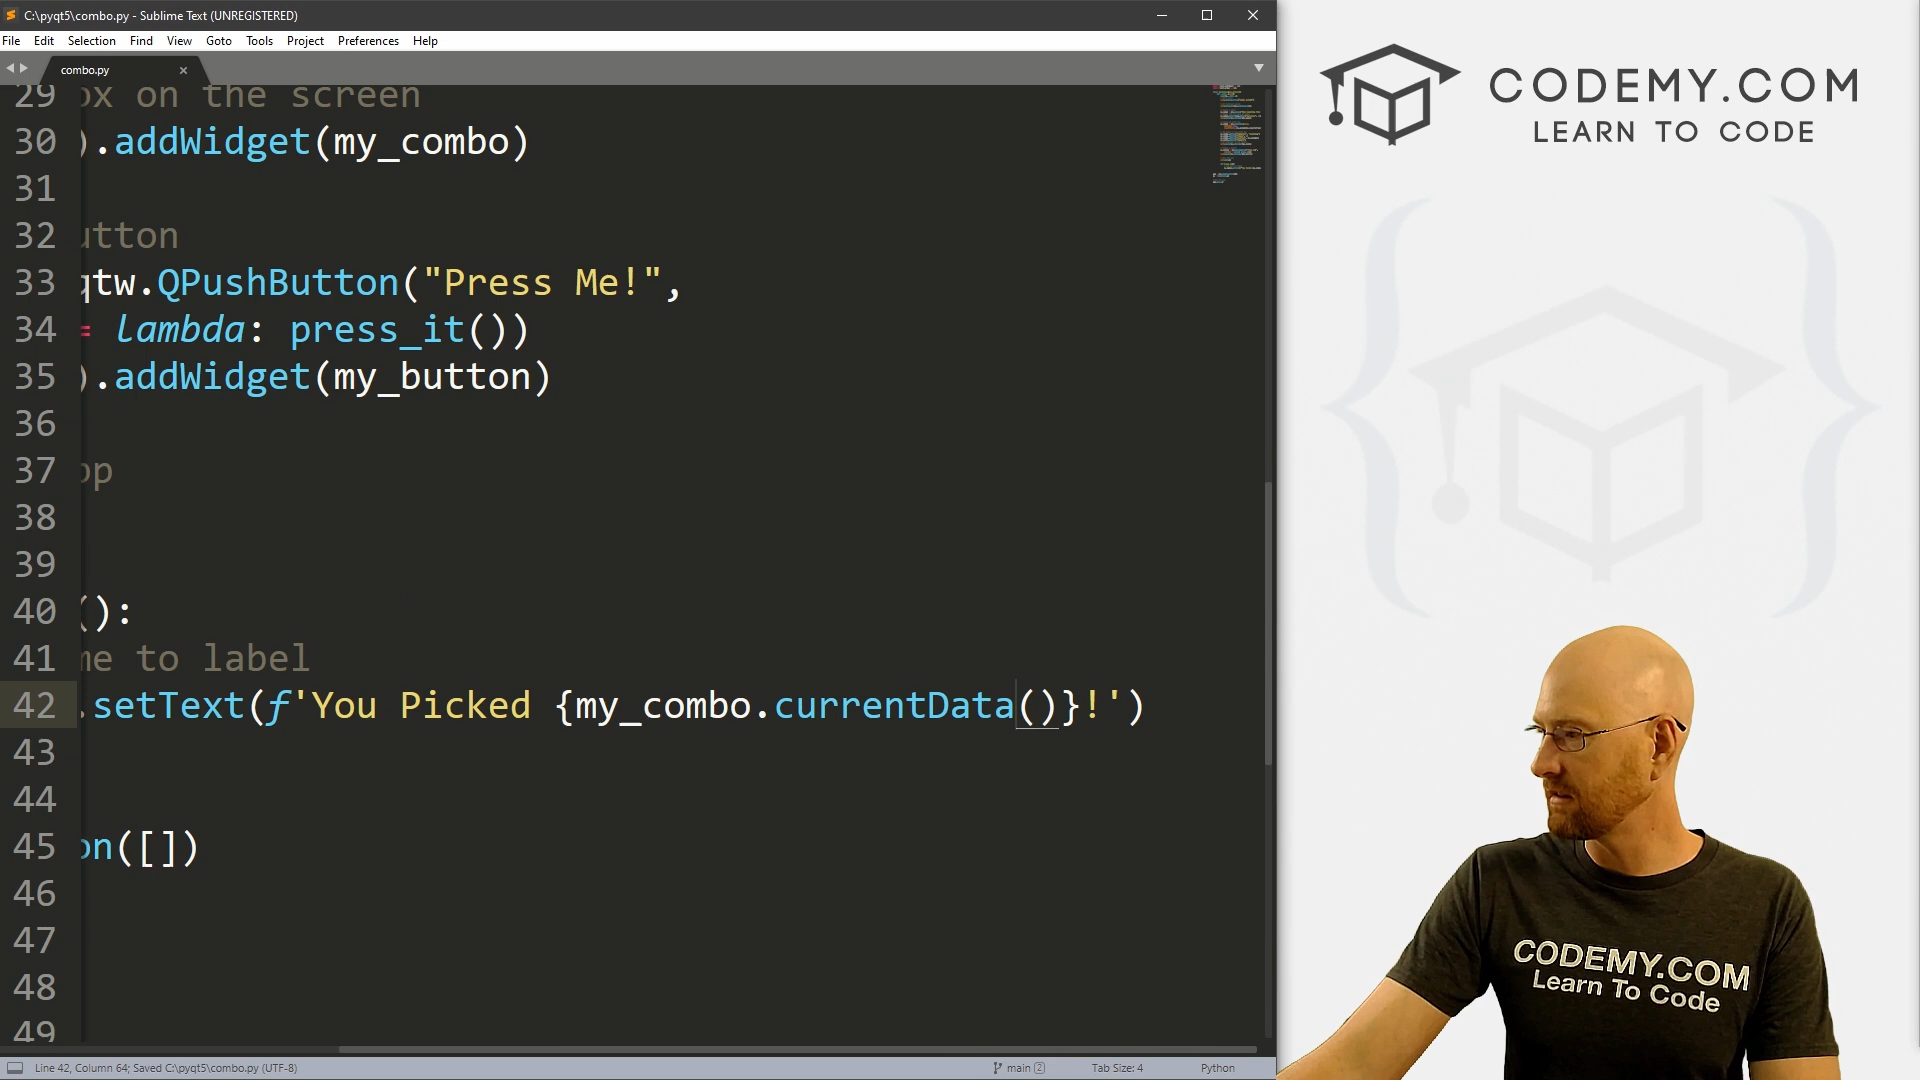 C:\pyqt5\combo.py - Sublime Text (UNREGISTERED)
File Edit Selection Find View Goto Tools Project Preferences Help
combo.py
29 ox on the screen
30 ).addWidget(my_combo)
31
32 utton
33 qtw.QPushButton("Press Me!",
34 = lambda: press_it())
35 ).addWidget(my_button)
36
37 pp
38
39
40 ():
41 me to label
42 .setText(f'You Picked {my_combo.currentData()}!')
43
44
45 on([])
46
47
48
49
Line 42, Column 64; Saved C:\pyqt5\combo.py (UTF-8) main 2 Tab Size: 4 Python
CODEMY.COM
LEARN TO CODE
CODEMY.COM
Learn To Code